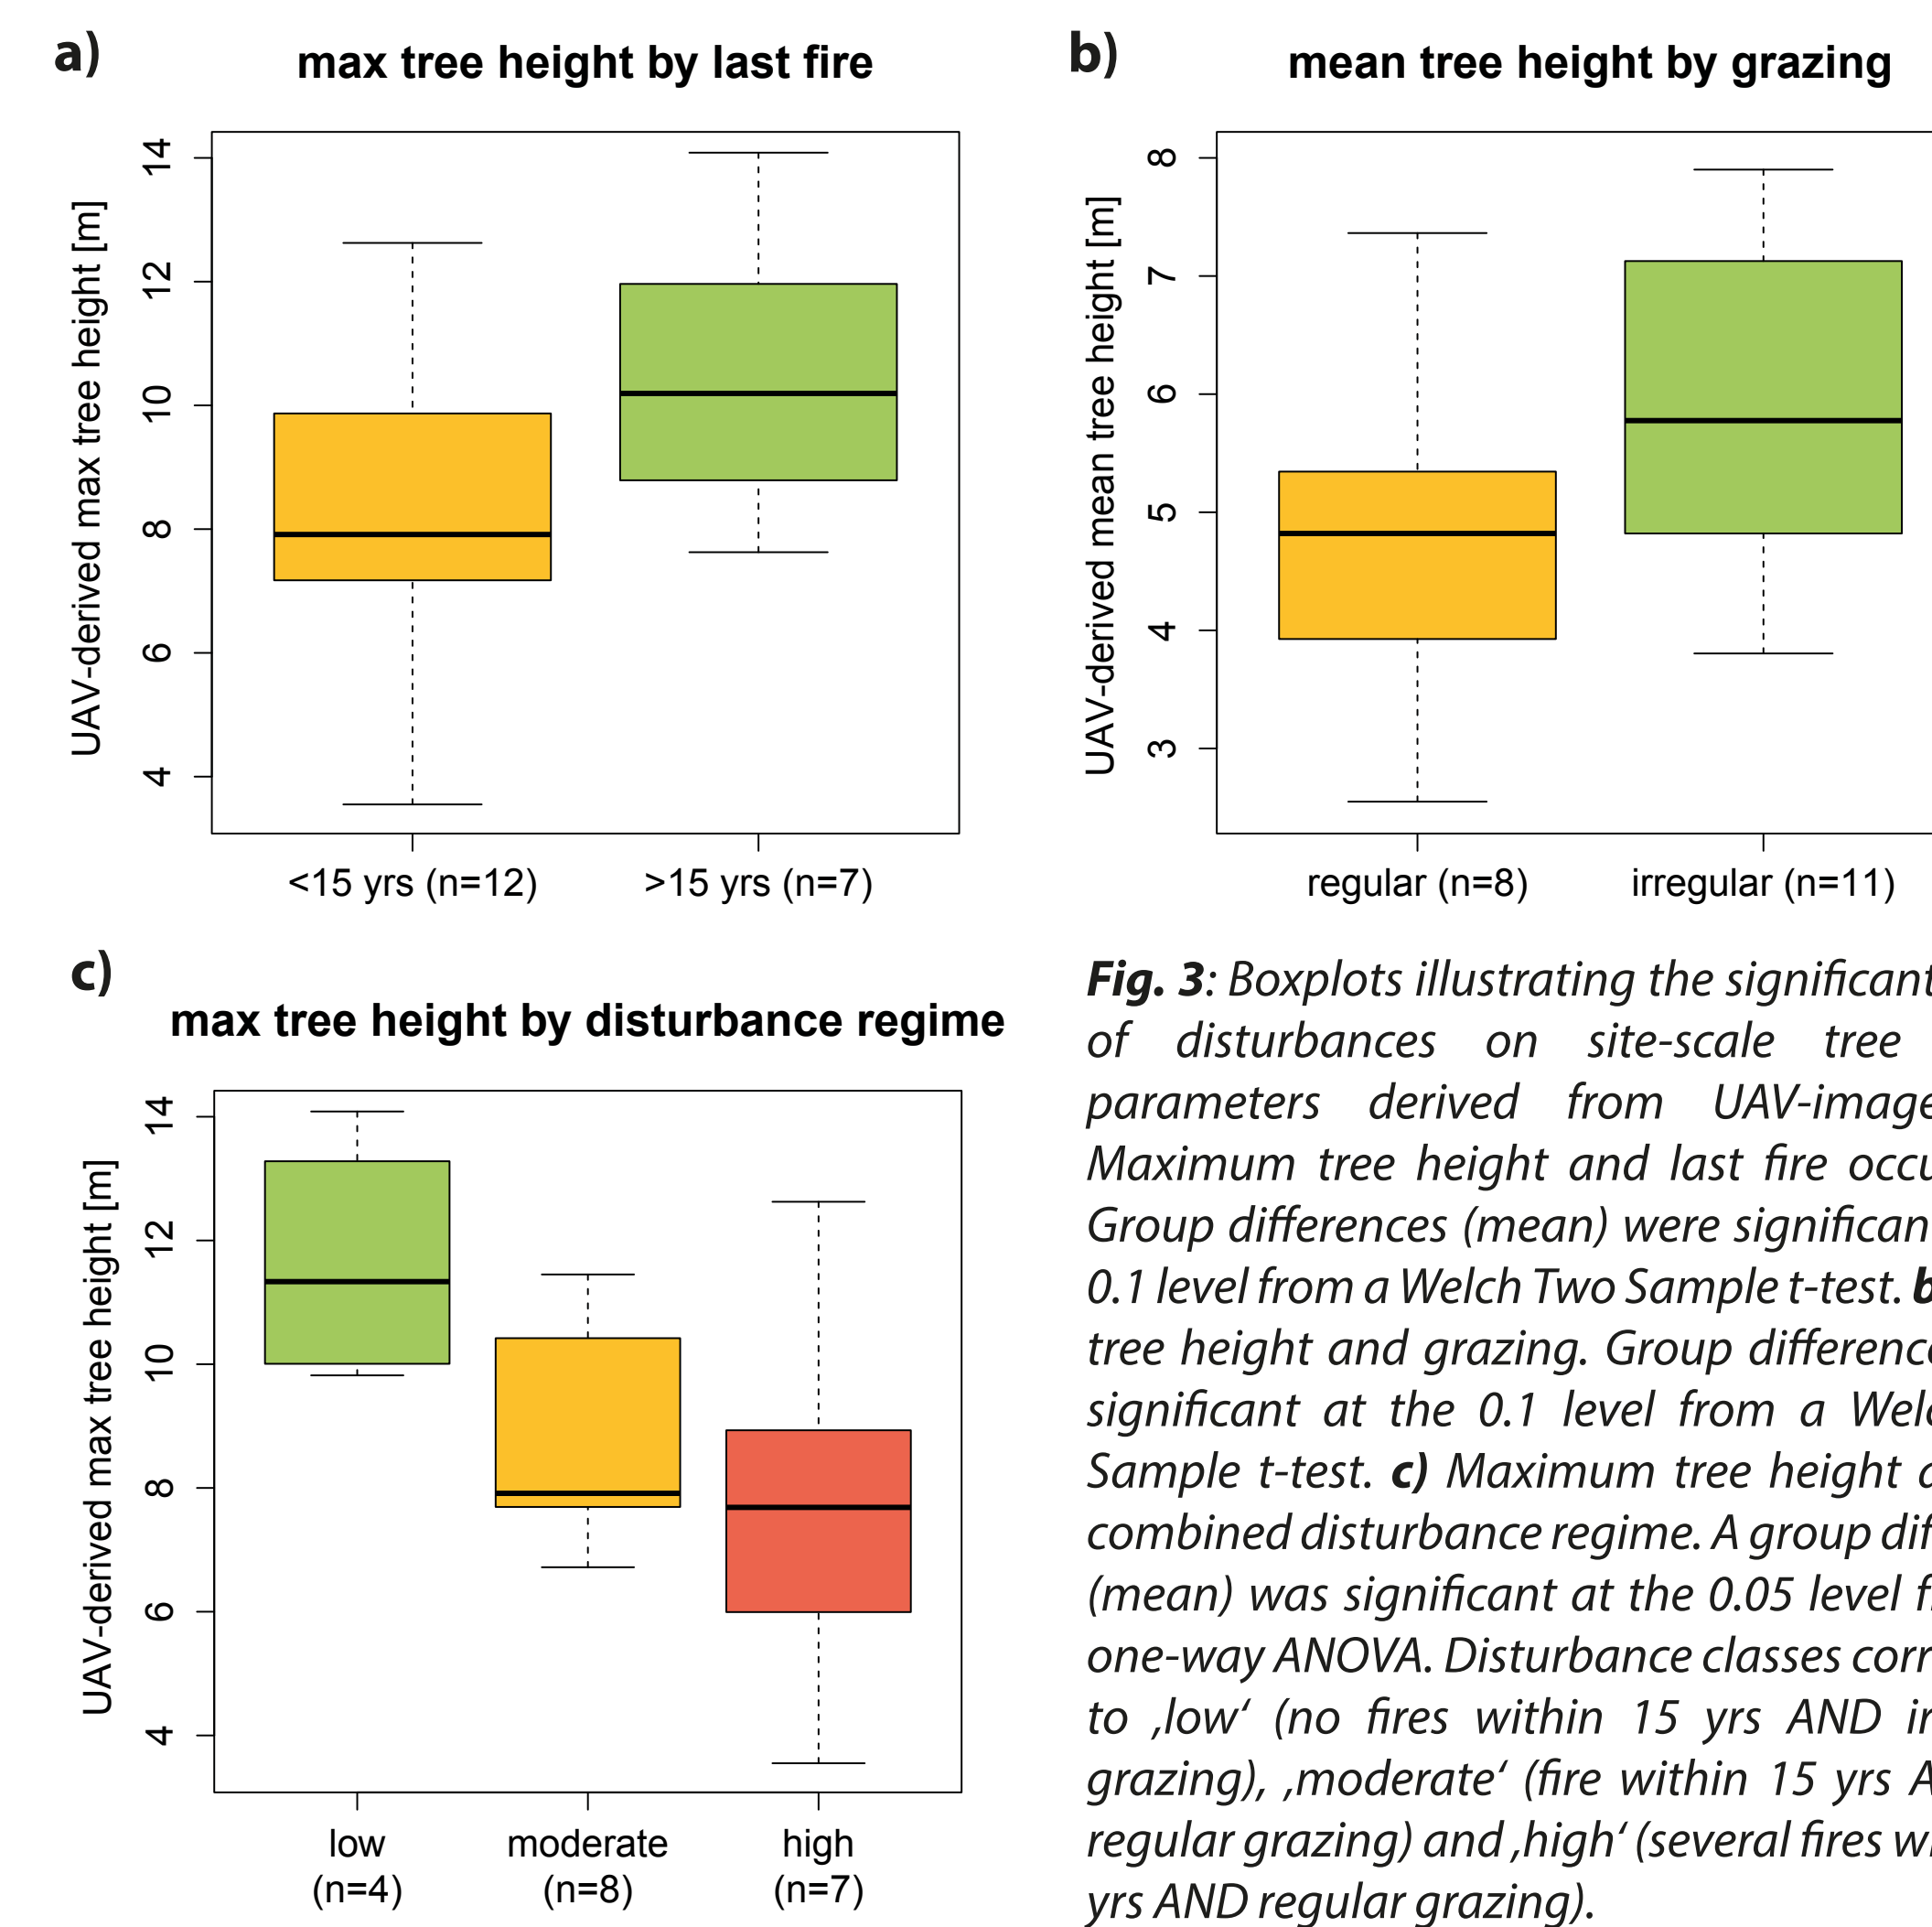 a)
max tree height by last fire
UAV-derived max tree height [m]
14
12
10
8
6
4
<15 yrs (n=12)
>15 yrs (n=7)
b)
mean tree height by grazing
UAV-derived mean tree height [m]
8
7
6
5
4
3
regular (n=8)
irregular (n=11)
c)
max tree height by disturbance regime
UAV-derived max tree height [m]
14
12
10
8
6
4
low
(n=4)
moderate
(n=8)
high
(n=7)
Fig. 3: Boxplots illustrating the significant
of disturbances on site-scale tree
parameters derived from UAV-image
Maximum tree height and last fire occu
Group differences (mean) were significan
0.1 level from a Welch Two Sample t-test. b
tree height and grazing. Group differenc
significant at the 0.1 level from a Welc
Sample t-test. c) Maximum tree height
combined disturbance regime. A group dif
(mean) was significant at the 0.05 level
one-way ANOVA. Disturbance classes corr
to ‚low‘ (no fires within 15 yrs AND
grazing), ‚moderate‘ (fire within 15 yrs
regular grazing) and ‚high‘ (several fires
yrs AND regular grazing).